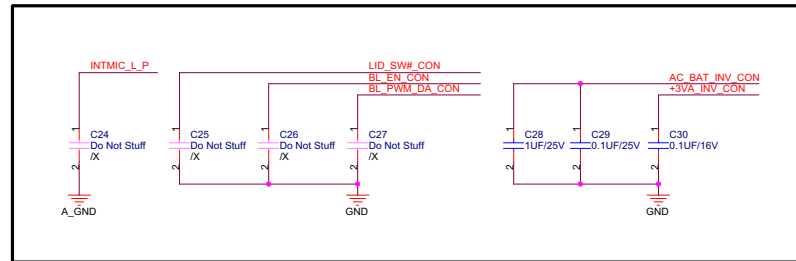 INTMIC_L_P
LID_SW#_CON
BL_EN_CON
BL_PWM_DA_CON
AC_BAT_INV_CON
+3VA_INV_CON
1
C24
Do Not Stuff
/X
2
A_GND
1
C25
Do Not Stuff
/X
2
1
C26
Do Not Stuff
/X
2
1
C27
Do Not Stuff
/X
2
GND
1
C28
1UF/25V
2
1
C29
0.1UF/25V
2
1
C30
0.1UF/16V
2
GND